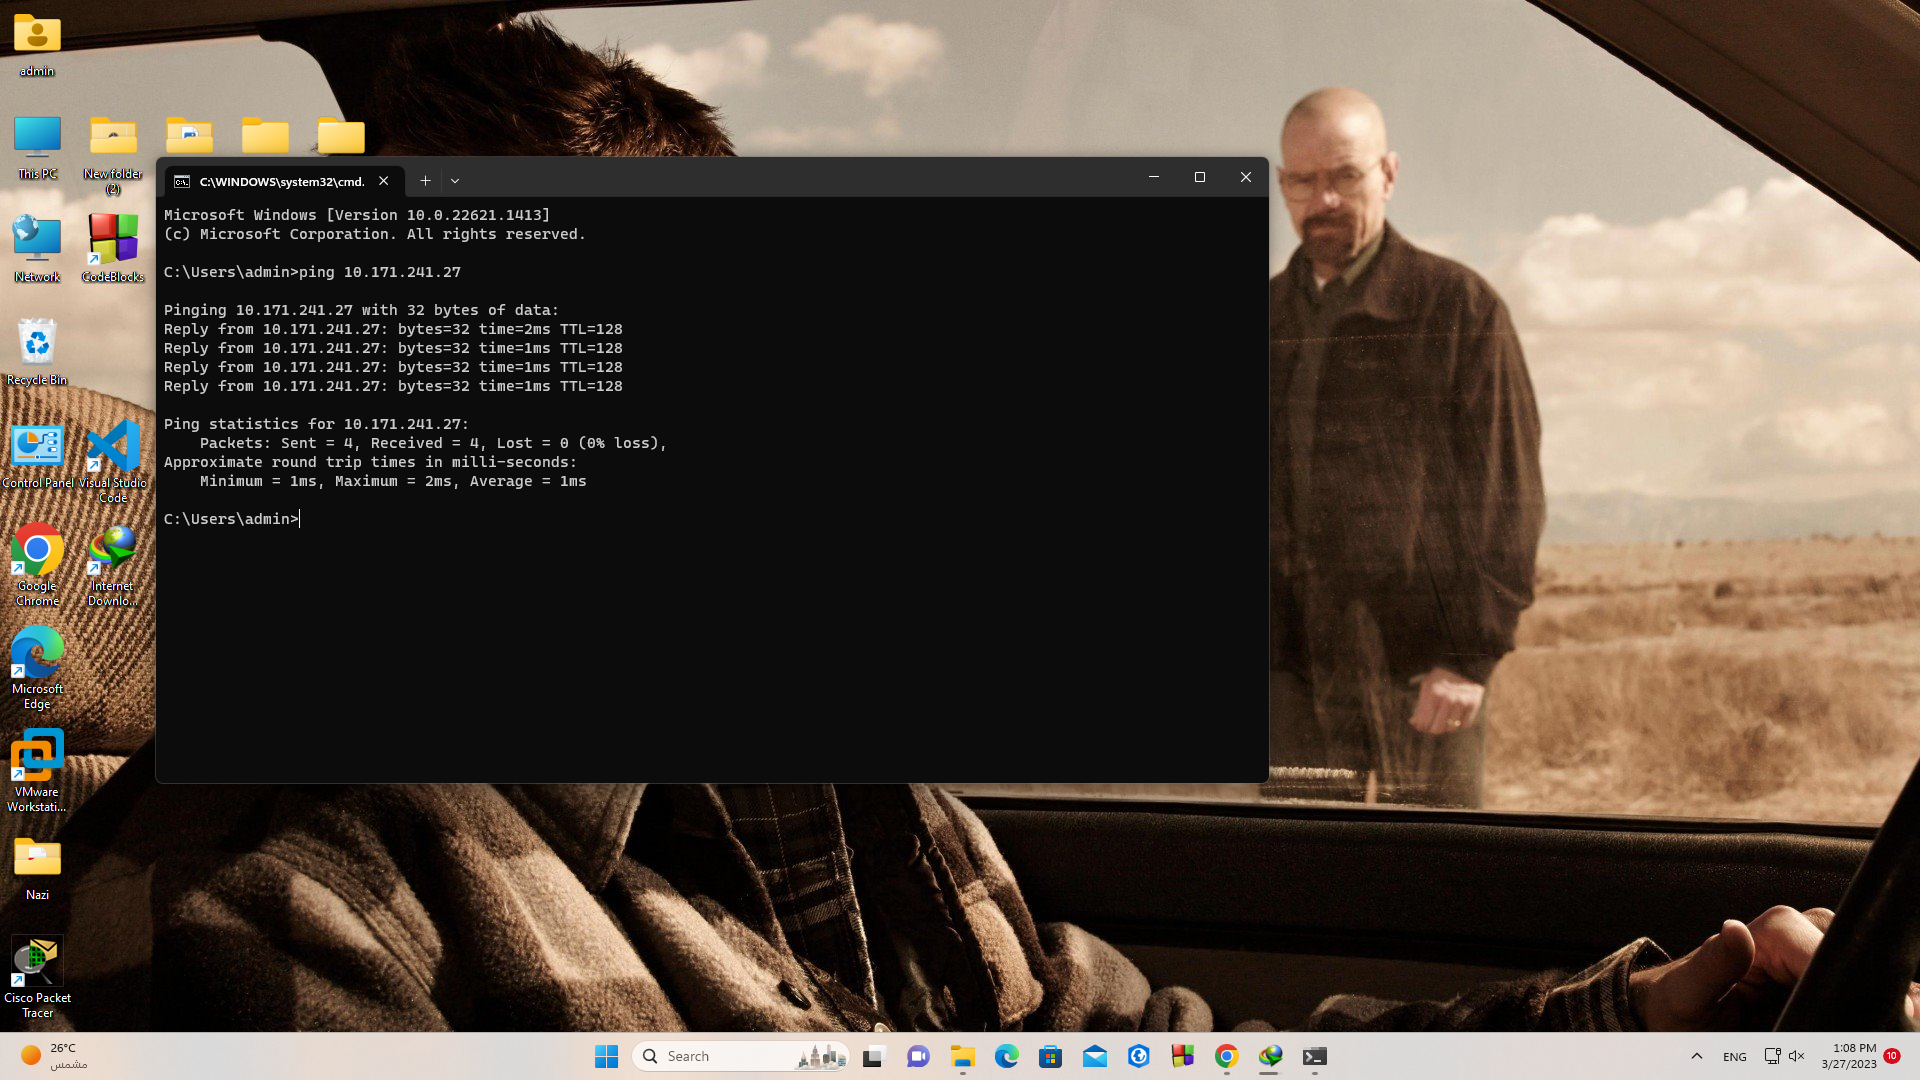 admin
This PC
New folder
(2)
Network
CodeBlocks
Recycle Bin
Control Panel
Visual Studio
Code
Google
Chrome
Internet
Downlo...
Microsoft
Edge
VMware
Workstati...
Nazi
Cisco Packet
Tracer
C:\WINDOWS\system32\cmd.
Microsoft Windows [Version 10.0.22621.1413]
(c) Microsoft Corporation. All rights reserved.
C:\Users\admin>ping 10.171.241.27
Pinging 10.171.241.27 with 32 bytes of data:
Reply from 10.171.241.27: bytes=32 time=2ms TTL=128
Reply from 10.171.241.27: bytes=32 time=1ms TTL=128
Reply from 10.171.241.27: bytes=32 time=1ms TTL=128
Reply from 10.171.241.27: bytes=32 time=1ms TTL=128
Ping statistics for 10.171.241.27:
Packets: Sent = 4, Received = 4, Lost = 0 (0% loss),
Approximate round trip times in milli-seconds:
Minimum = 1ms, Maximum = 2ms, Average = 1ms
C:\Users\admin>
26°C
مشمس
Search
ENG
1:08 PM
3/27/2023
10